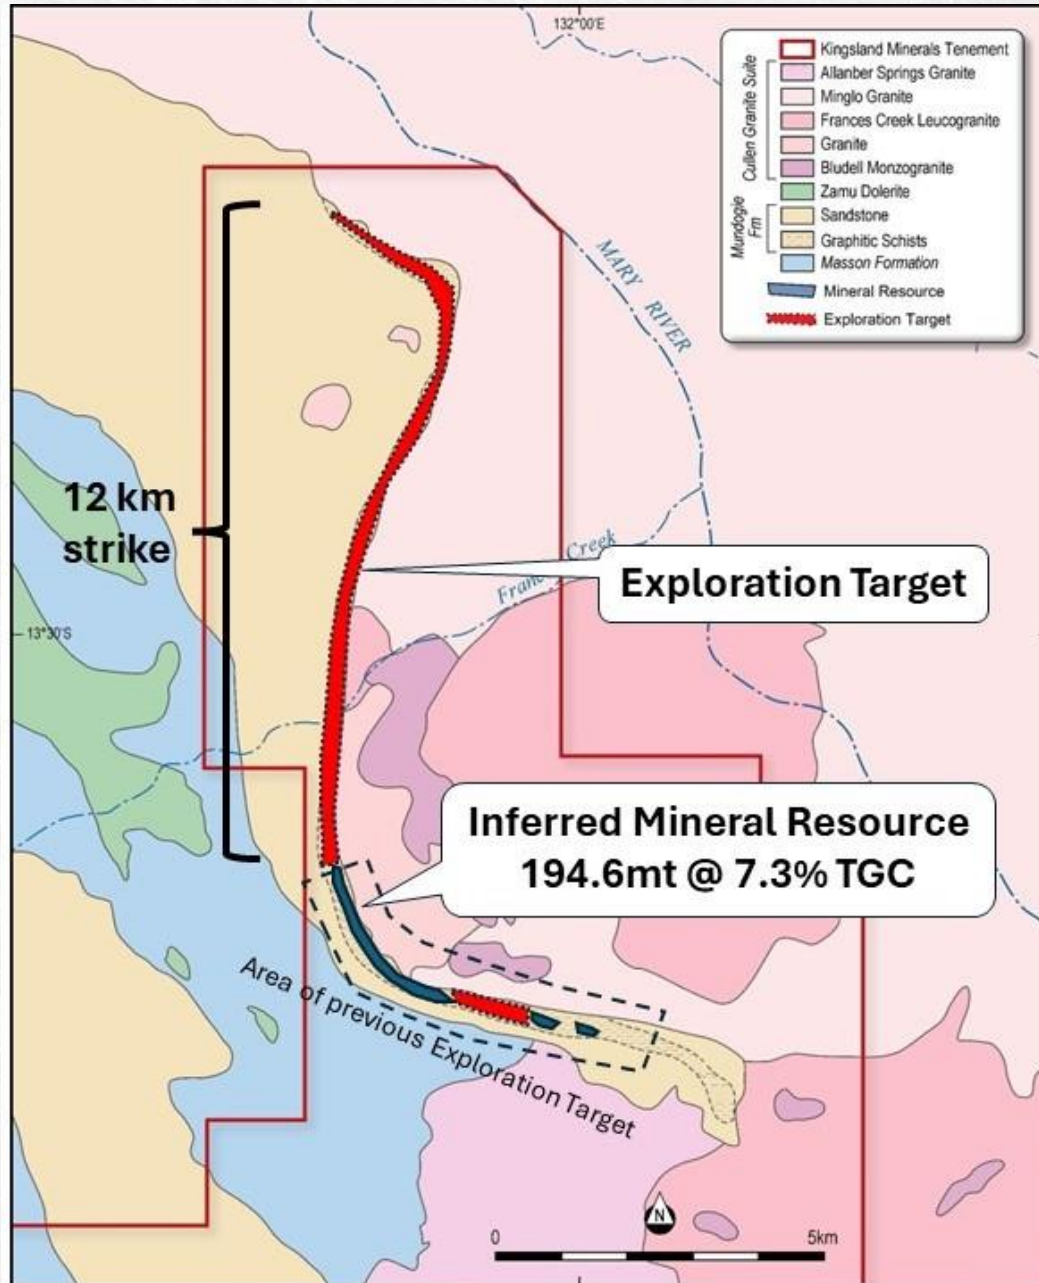 132°00'E
Kingsland Minerals Tenement
Cullen Granite Suite
Allanber Springs Granite
Minglo Granite
Frances Creek Leucogranite
Granite
Bludell Monzogranite
Zamu Dolerite
Mundogie
Fm
Sandstone
Graphitic Schists
Masson Formation
Mineral Resource
Exploration Target
MARY RIVER
12 km
strike
Creek
Exploration Target
13°30'S
Inferred Mineral Resource
194.6mt @ 7.3% TGC
Area of previous Exploration Target
N
0
5km